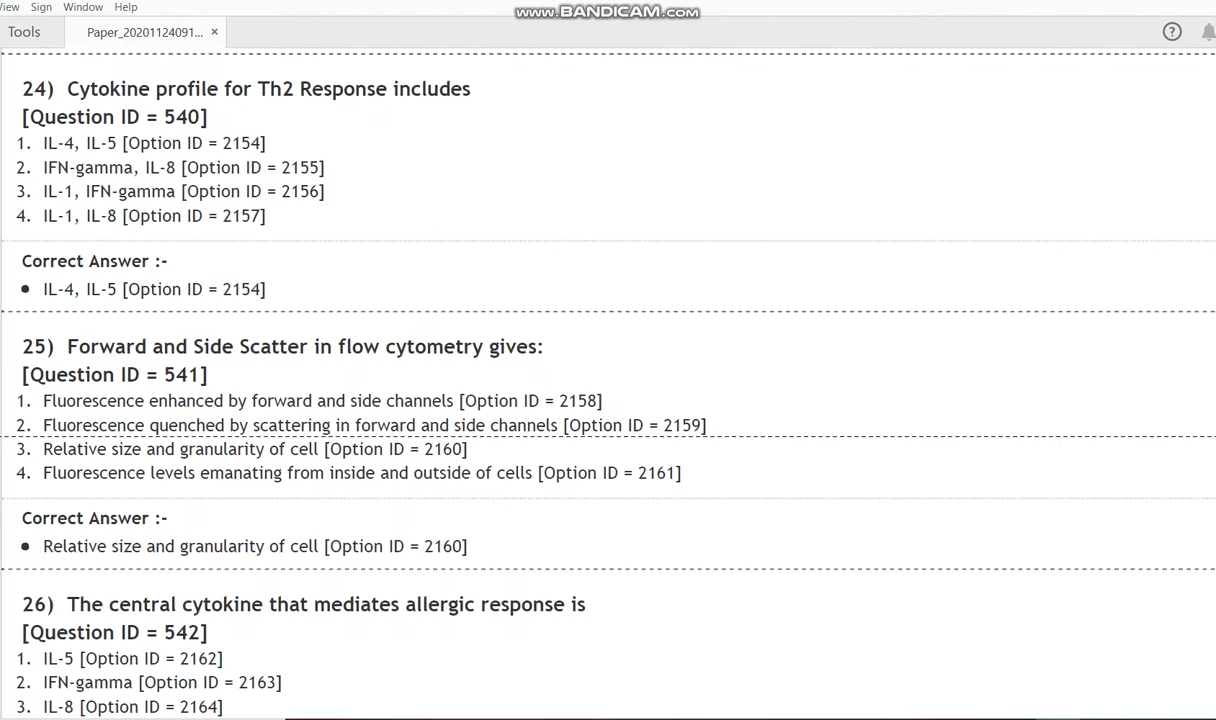 View Sign Window Help
www.BANDICAM.com
Tools Paper_20201124091... ×
?
24) Cytokine profile for Th2 Response includes
[Question ID = 540]
1. IL-4, IL-5 [Option ID = 2154]
2. IFN-gamma, IL-8 [Option ID = 2155]
3. IL-1, IFN-gamma [Option ID = 2156]
4. IL-1, IL-8 [Option ID = 2157]
Correct Answer :-
• IL-4, IL-5 [Option ID = 2154]
25) Forward and Side Scatter in flow cytometry gives:
[Question ID = 541]
1. Fluorescence enhanced by forward and side channels [Option ID = 2158]
2. Fluorescence quenched by scattering in forward and side channels [Option ID = 2159]
3. Relative size and granularity of cell [Option ID = 2160]
4. Fluorescence levels emanating from inside and outside of cells [Option ID = 2161]
Correct Answer :-
• Relative size and granularity of cell [Option ID = 2160]
26) The central cytokine that mediates allergic response is
[Question ID = 542]
1. IL-5 [Option ID = 2162]
2. IFN-gamma [Option ID = 2163]
3. IL-8 [Option ID = 2164]